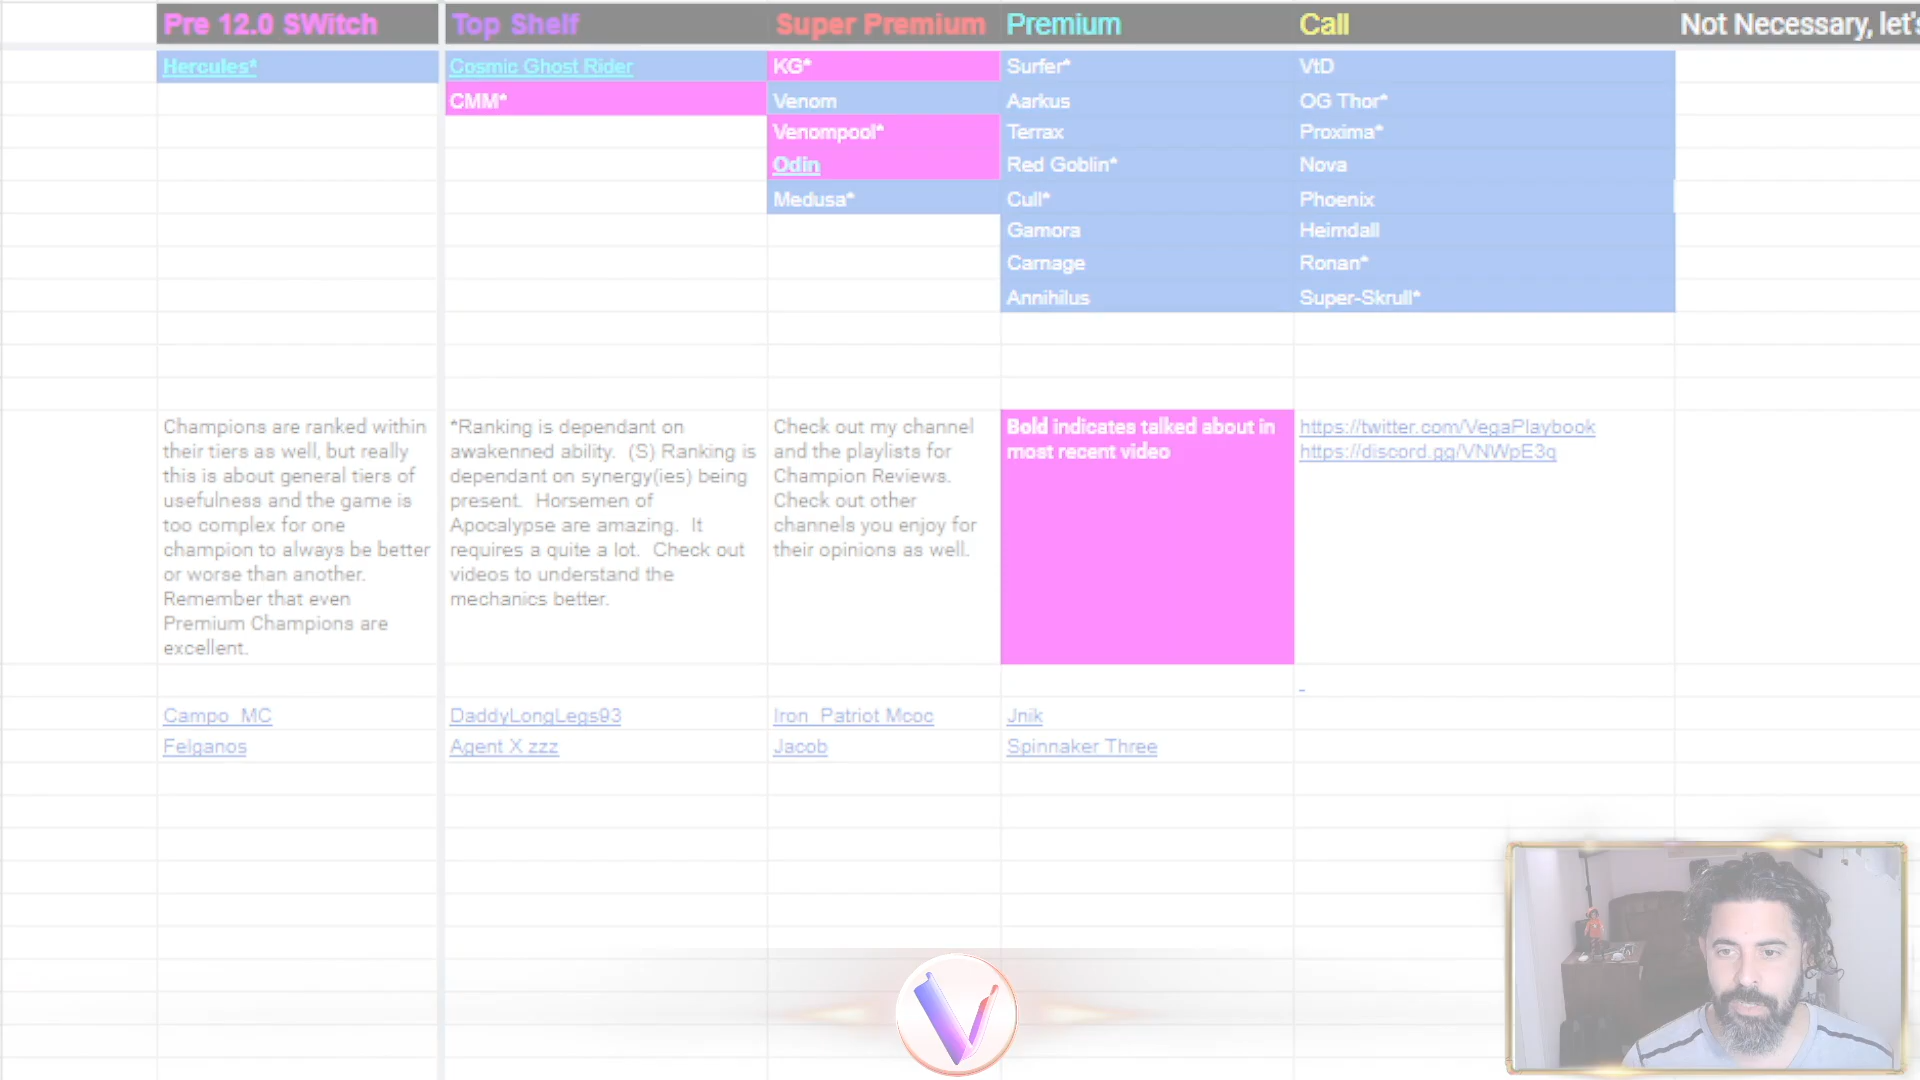 Pre 12.0 SWitch
Top Shelf
Super Premium
Premium
Call
Not Necessary, let's
Hercules*
Cosmic Ghost Rider
KG*
Surfer*
VtD
CMM*
Venom
Aarkus
OG Thor*
Venompool*
Terrax
Proxima*
Odin
Red Goblin*
Nova
Medusa*
Cull*
Phoenix
Gamora
Heimdall
Carnage
Ronan*
Annihilus
Super-Skrull*
Champions are ranked within
their tiers as well, but really
this is about general tiers of
usefulness and the game is
too complex for one
champion to always be better
or worse than another.
Remember that even
Premium Champions are
excellent.
*Ranking is dependant on
awakenned ability. (S) Ranking is
dependant on synergy(ies) being
present. Horsemen of
Apocalypse are amazing. It
requires a quite a lot. Check out
videos to understand the
mechanics better.
Check out my channel
and the playlists for
Champion Reviews.
Check out other
channels you enjoy for
their opinions as well.
Bold indicates talked about in
most recent video
https://twitter.com/VegaPlaybook
https://discord.gg/VNWpE3q
Campo_MC
DaddyLongLegs93
Iron_Patriot Mcoc
Jnik
Felganos
Agent X zzz
Jacob
Spinnaker Three